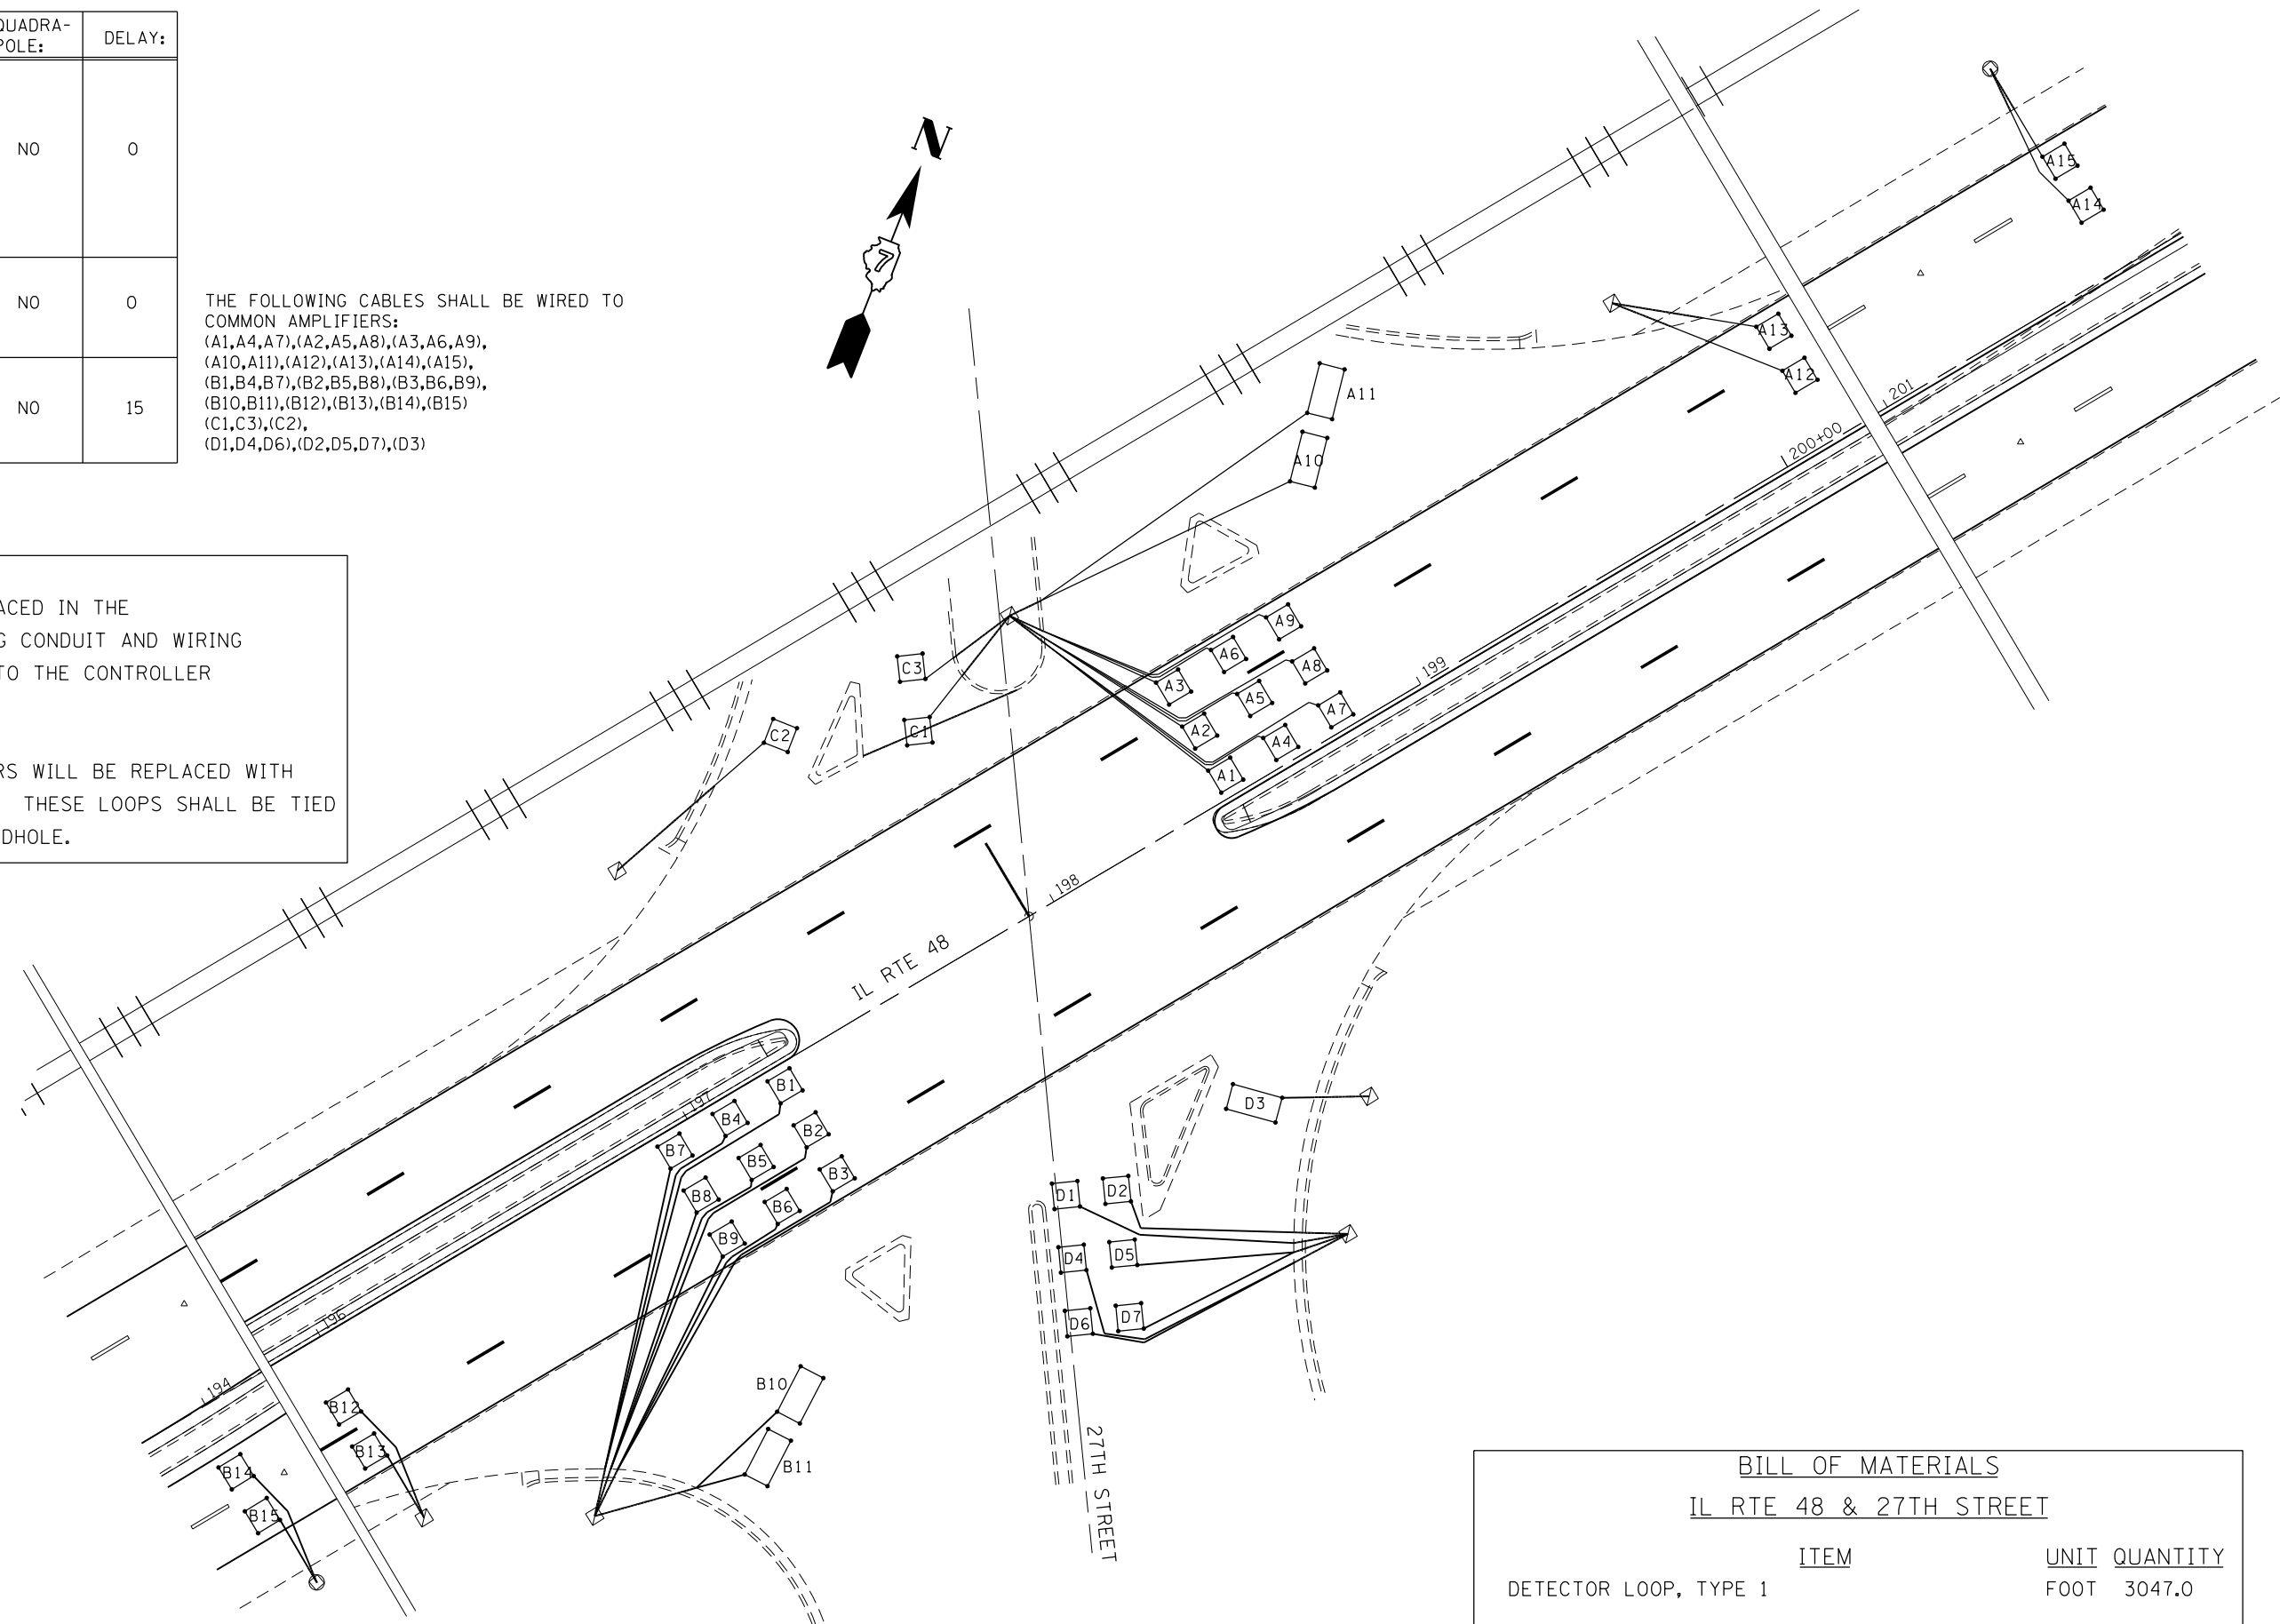 QUADRA-
POLE:
DELAY:
NO
0
NO
0
NO
15
THE FOLLOWING CABLES SHALL BE WIRED TO
COMMON AMPLIFIERS:
(A1,A4,A7),(A2,A5,A8),(A3,A6,A9),
(A10,A11),(A12),(A13),(A14),(A15),
(B1,B4,B7),(B2,B5,B8),(B3,B6,B9),
(B10,B11),(B12),(B13),(B14),(B15)
(C1,C3),(C2),
(D1,D4,D6),(D2,D5,D7),(D3)
ACED IN THE
G CONDUIT AND WIRING
TO THE CONTROLLER
RS WILL BE REPLACED WITH
THESE LOOPS SHALL BE TIED
DHOLE.
N
7
A15
A14
A13
A12
A11
A10
201
200+00
A9
A6
A3
A8
A5
A2
A7
A4
A1
199
C3
C1
C2
198
IL RTE 48
197
B1
B4
B7
B2
B5
B8
B3
B6
B9
196
194
B12
B13
B14
B15
B10
B11
D3
D1
D2
D4
D5
D6
D7
27TH STREET
BILL OF MATERIALS
IL RTE 48 & 27TH STREET
ITEM UNIT QUANTITY
DETECTOR LOOP, TYPE 1 FOOT 3047.0